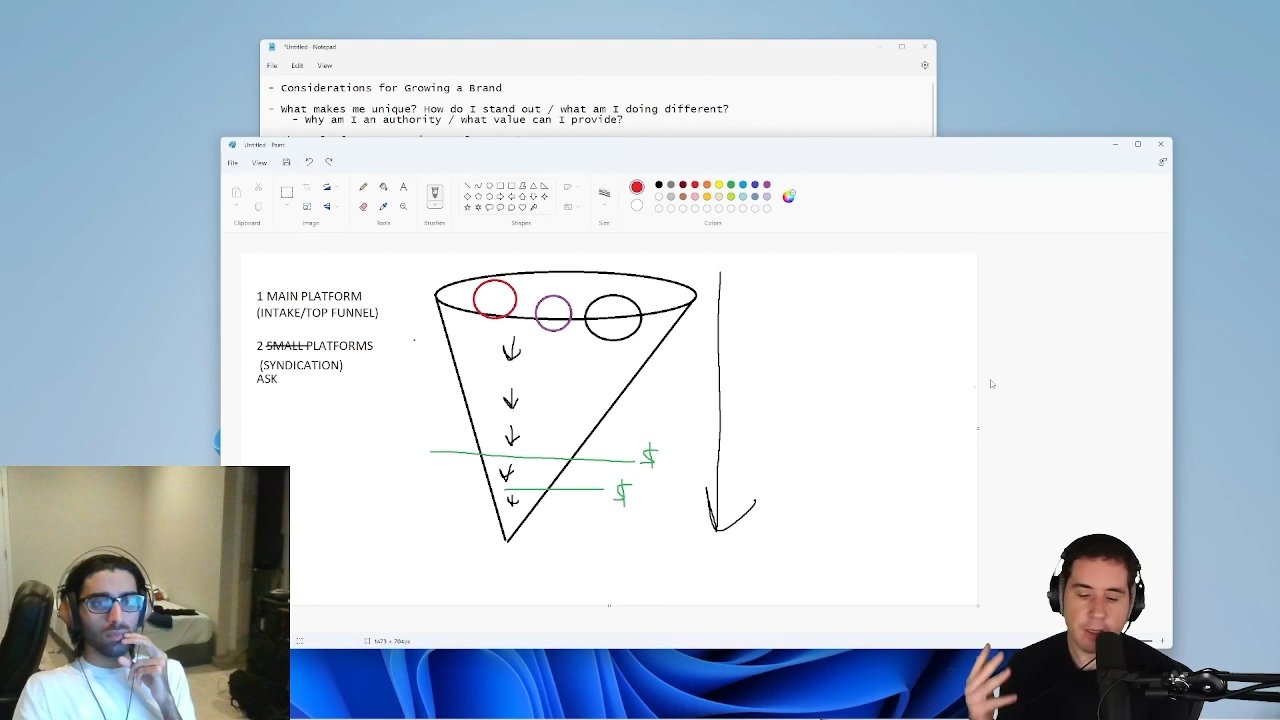 *Untitled - Notepad
File Edit View
- Considerations for Growing a Brand
- What makes me unique? How do I stand out / what am I doing different?
- why am I an authority / what value can I provide?
Untitled - Paint
File View
Clipboard Image Tools Brushes Shapes Size Colors
1 MAIN PLATFORM
(INTAKE/TOP FUNNEL)
2 SMALL PLATFORMS
(SYNDICATION)
ASK
$
$
1473 × 704px